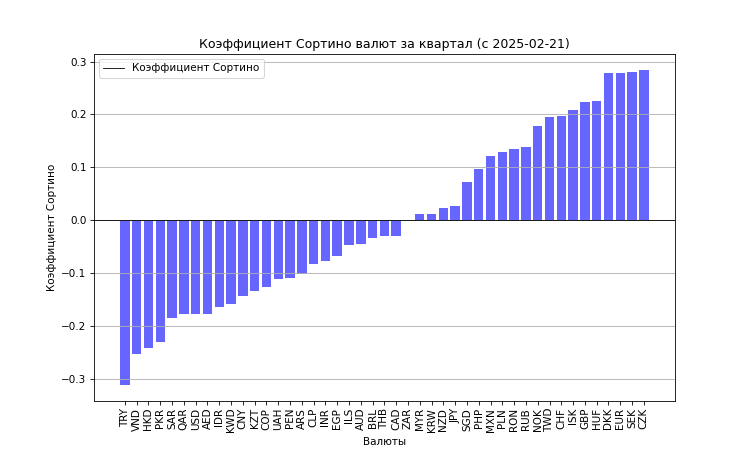 Коэффициент Сортино валют за квартал (с 2025-02-21)
Коэффициент Сортино
0.3
0.2
0.1
0.0
−0.1
−0.2
−0.3
Коэффициент Сортино
TRY VND HKD PKR SAR QAR USD AED IDR KWD CNY KZT COP UAH PEN ARS CLP INR EGP ILS AUD BRL THB CAD ZAR MYR KRW NZD JPY SGD PHP MXN PLN RON RUB NOK TWD CHF ISK GBP HUF DKK EUR SEK CZK
Валюты